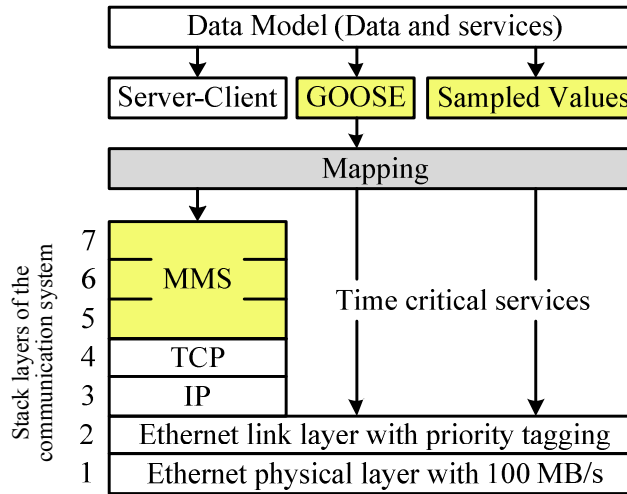 Data Model (Data and services)
Server-Client
GOOSE
Sampled Values
Mapping
Stack layers of the
communication system
7
6
MMS
5
Time critical services
4
TCP
3
IP
2
Ethernet link layer with priority tagging
1
Ethernet physical layer with 100 MB/s